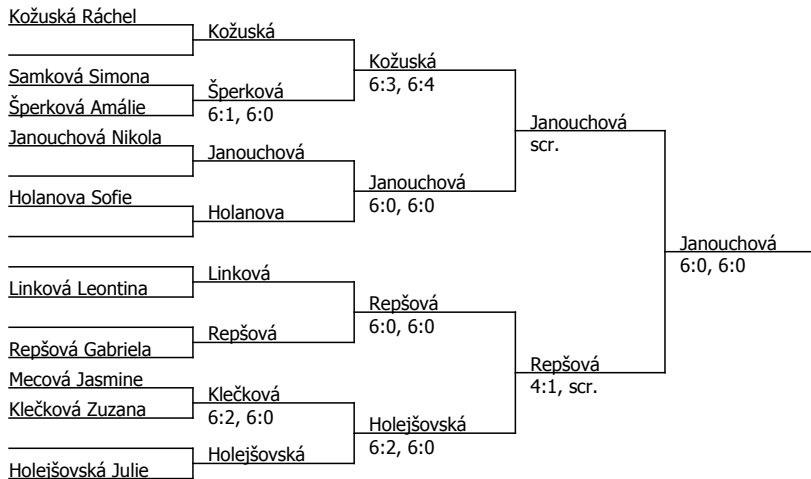 Kožuská Ráchel
Samková Simona
Šperková Amálie
Janouchová Nikola
Holanova Sofie
Linková Leontina
Repšová Gabriela
Mecová Jasmine
Klečková Zuzana
Holejšovská Julie
Kožuská
Šperková
6:1, 6:0
Janouchová
Holanova
Linková
Repšová
Klečková
6:2, 6:0
Holejšovská
Kožuská
6:3, 6:4
Janouchová
6:0, 6:0
Repšová
6:0, 6:0
Holejšovská
6:2, 6:0
Janouchová
scr.
Repšová
4:1, scr.
Janouchová
6:0, 6:0